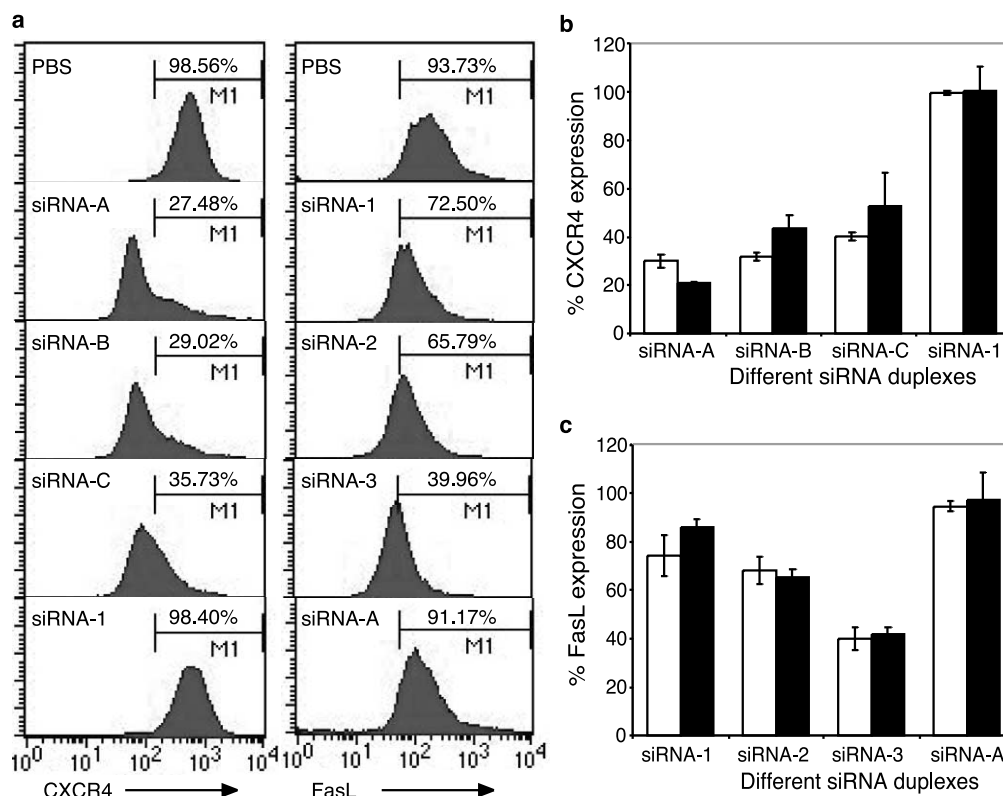 a
PBS
98.56%
M1
PBS
93.73%
M1
siRNA-A
27.48%
M1
siRNA-1
72.50%
M1
siRNA-B
29.02%
M1
siRNA-2
65.79%
M1
siRNA-C
35.73%
M1
siRNA-3
39.96%
M1
siRNA-1
98.40%
M1
siRNA-A
91.17%
M1
10^0 10^1 10^2 10^3 10^4
10^0 10^1 10^2 10^3 10^4
CXCR4
FasL
b
120
100
80
60
40
20
0
% CXCR4 expression
siRNA-A siRNA-B siRNA-C siRNA-1
Different siRNA duplexes
c
120
100
80
60
40
20
0
% FasL expression
siRNA-1 siRNA-2 siRNA-3 siRNA-A
Different siRNA duplexes